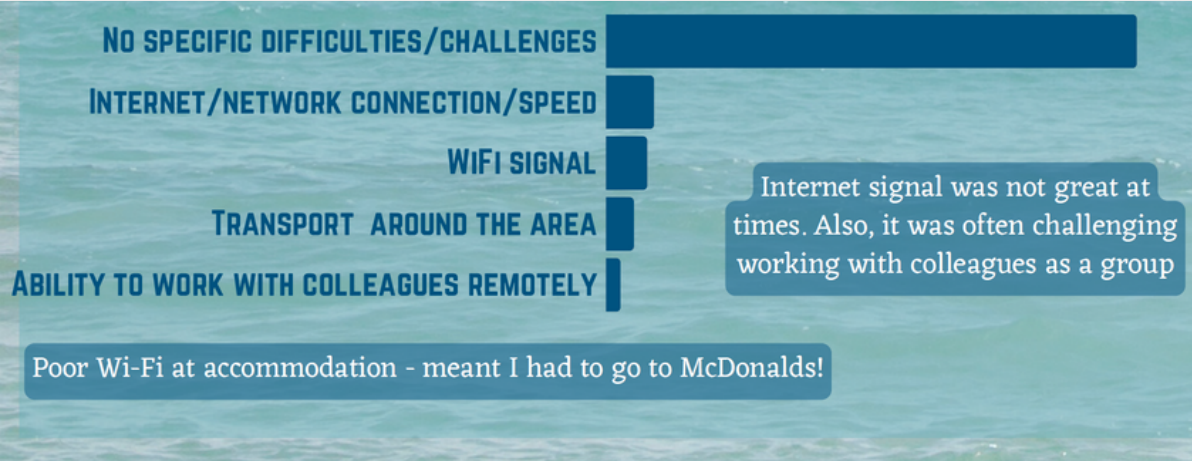 No specific difficulties/challenges
Internet/network connection/speed
WiFi signal
Transport around the area
Ability to work with colleagues remotely
Internet signal was not great at
times. Also, it was often challenging
working with colleagues as a group
Poor Wi-Fi at accommodation - meant I had to go to McDonalds!